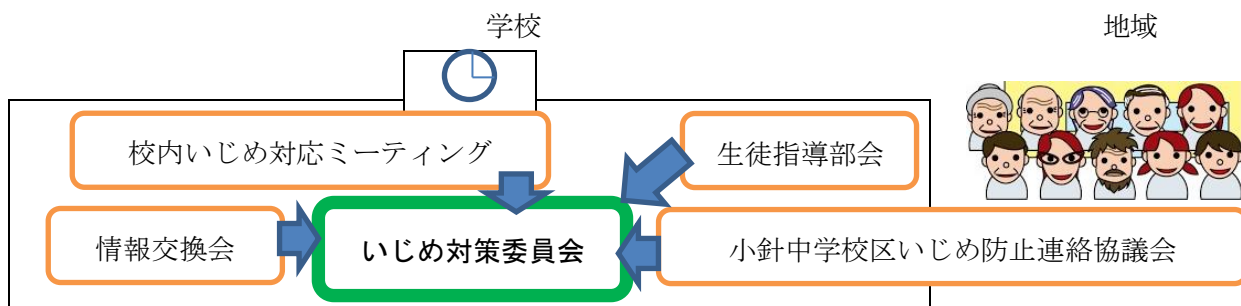 学校
地域
校内いじめ対応ミーティング
生徒指導部会
情報交換会
いじめ対策委員会
小針中学校区いじめ防止連絡協議会